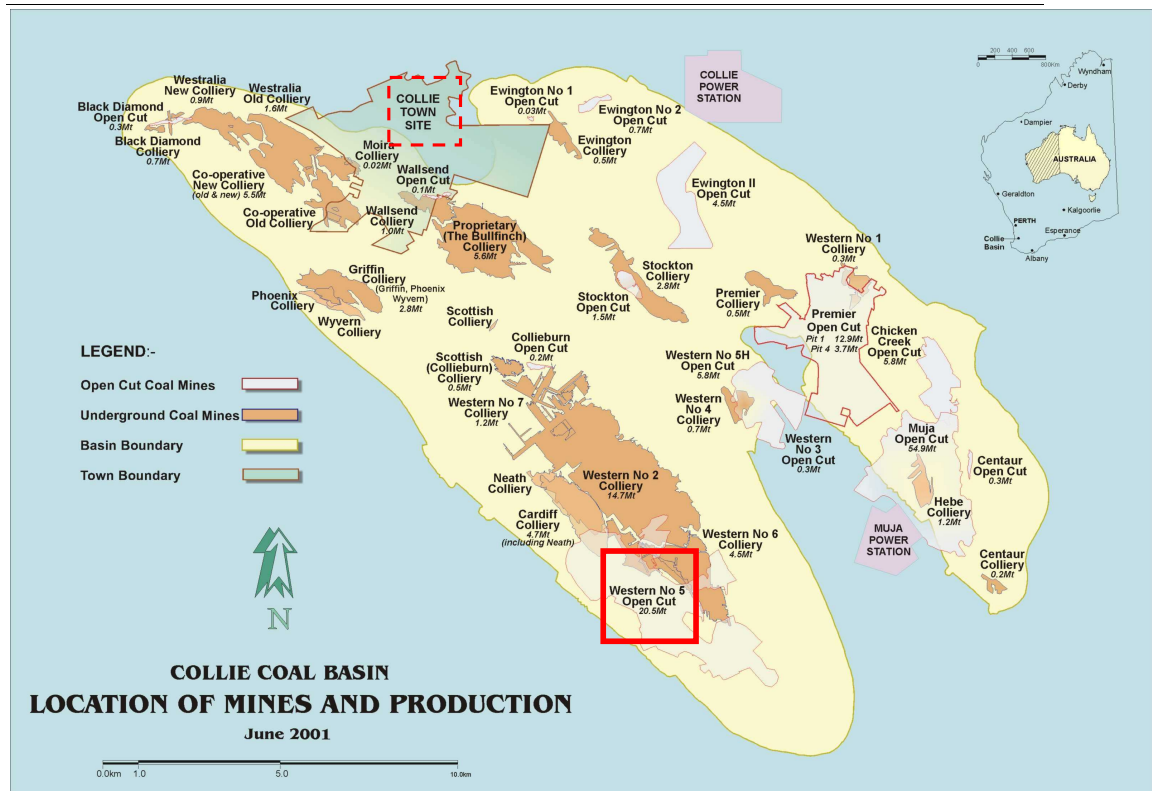 Westralia
New Colliery
0.9Mt
Westralia
Old Colliery
1.6Mt
Black Diamond
Open Cut
0.3Mt
Black Diamond
Colliery
0.7Mt
COLLIE
TOWN
SITE
Ewington No 1
Open Cut
0.03Mt
Ewington No 2
Open Cut
0.7Mt
Ewington
Colliery
0.5Mt
COLLIE
POWER
STATION
200 600
0 400 800Km
Wyndham
Derby
Dampier
AUSTRALIA
Geraldton
Kalgoorlie
PERTH
Esperance
Collie
Basin
Albany
Moira
Colliery
0.02Mt
Wallsend
Open Cut
0.1Mt
Co-operative
New Colliery
(old & new) 5.5Mt
Co-operative
Old Colliery
Wallsend
Colliery
1.0Mt
Proprietary
(The Bullfinch)
Colliery
5.6Mt
Ewington II
Open Cut
4.5Mt
Western No 1
Colliery
0.3Mt
Griffin
Colliery
(Griffin, Phoenix
Wyvern)
2.8Mt
Phoenix
Colliery
Wyvern
Colliery
Stockton
Colliery
2.8Mt
Stockton
Open Cut
1.5Mt
Premier
Colliery
0.5Mt
Premier
Open Cut
Pit 1 12.9Mt
Pit 4 3.7Mt
Chicken
Creek
Open Cut
5.8Mt
Scottish
Colliery
Collieburn
Open Cut
0.2Mt
Scottish
(Collieburn)
Colliery
0.5Mt
Western No 7
Colliery
1.2Mt
Western No 5H
Open Cut
5.8Mt
Western
No 4
Colliery
0.7Mt
Western
No 3
Open Cut
0.3Mt
Muja
Open Cut
54.9Mt
Centaur
Open Cut
0.3Mt
Hebe
Colliery
1.2Mt
MUJA
POWER
STATION
Centaur
Colliery
0.2Mt
Neath
Colliery
Western No 2
Colliery
14.7Mt
Cardiff
Colliery
4.7Mt
(including Neath)
Western No 6
Colliery
4.5Mt
Western No 5
Open Cut
20.5Mt
LEGEND:-
Open Cut Coal Mines
Underground Coal Mines
Basin Boundary
Town Boundary
N
COLLIE COAL BASIN
LOCATION OF MINES AND PRODUCTION
June 2001
0.0km 1.0 5.0 10.0km